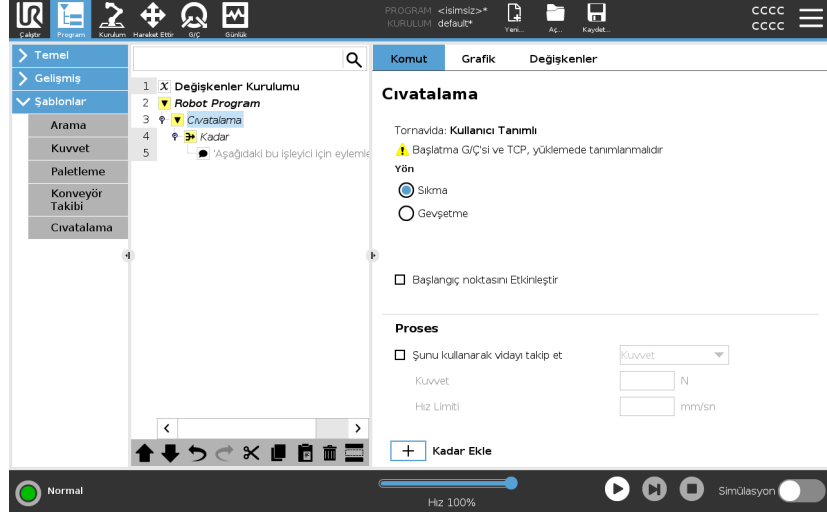 UR
PROGRAM <isimsiz>*
KURULUM default*
Çalıştır Program Kurulum Hareket Ettir G/Ç Günlük
Yeni... Aç... Kaydet...
CCCC
CCCC
Temel
Gelişmiş
Şablonlar
Arama
Kuvvet
Paletleme
Konveyör
Takibi
Cıvatalama
1 X Değişkenler Kurulumu
2 Robot Program
3 Cıvatalama
4 Kadar
5 'Aşağıdaki bu işleyici için eylemle
Komut Grafik Değişkenler
Cıvatalama
Tornavida: Kullanıcı Tanımlı
Başlatma G/Ç'si ve TCP, yüklemede tanımlanmalıdır
Yön
Sıkma
Gevşetme
Başlangıç noktasını Etkinleştir
Proses
Şunu kullanarak vidayı takip et Kuvvet
Kuvvet N
Hız Limiti mm/sn
Kadar Ekle
Normal
Hız 100%
Simülasyon